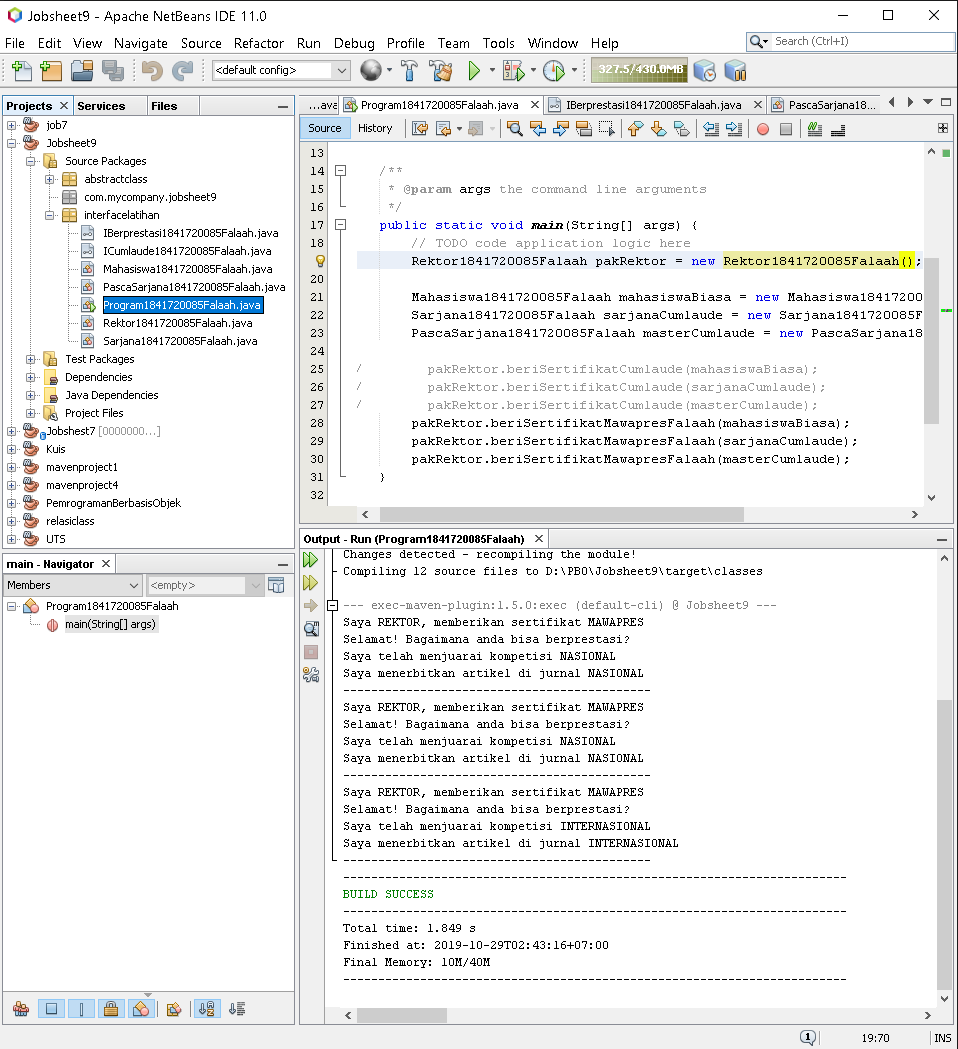 Jobsheet9 - Apache NetBeans IDE 11.0
File Edit View Navigate Source Refactor Run Debug Profile Team Tools Window Help
Search (Ctrl+I)
<default config>
327.5/430.0MB
Projects Services Files
job7
Jobsheet9
Source Packages
abstractclass
com.mycompany.jobsheet9
interfacelatihan
IBerprestasi1841720085Falaah.java
ICumlaude1841720085Falaah.java
Mahasiswa1841720085Falaah.java
PascaSarjana1841720085Falaah.java
Program1841720085Falaah.java
Rektor1841720085Falaah.java
Sarjana1841720085Falaah.java
Test Packages
Dependencies
Java Dependencies
Project Files
Jobshest7 [0000000...]
Kuis
mavenproject1
mavenproject4
PemrogramanBerbasisObjek
relasiclass
UTS
main - Navigator
Members
<empty>
Program1841720085Falaah
main(String[] args)
...ava Program1841720085Falaah.java IBerprestasi1841720085Falaah.java PascaSarjana18...
Source History
13
14 /**
15 * @param args the command line arguments
16 */
17 public static void main(String[] args) {
18 // TODO code application logic here
Rektor1841720085Falaah pakRektor = new Rektor1841720085Falaah();
20
21 Mahasiswa1841720085Falaah mahasiswaBiasa = new Mahasiswa18417200
22 Sarjana1841720085Falaah sarjanaCumlaude = new Sarjana1841720085F
23 PascaSarjana1841720085Falaah masterCumlaude = new PascaSarjana18
24
25 / pakRektor.beriSertifikatCumlaude(mahasiswaBiasa);
26 / pakRektor.beriSertifikatCumlaude(sarjanaCumlaude);
27 / pakRektor.beriSertifikatCumlaude(masterCumlaude);
28 pakRektor.beriSertifikatMawapresFalaah(mahasiswaBiasa);
29 pakRektor.beriSertifikatMawapresFalaah(sarjanaCumlaude);
30 pakRektor.beriSertifikatMawapresFalaah(masterCumlaude);
31 }
32
Output - Run (Program1841720085Falaah)
Changes detected - recompiling the module!
Compiling 12 source files to D:\PBO\Jobsheet9\target\classes
--- exec-maven-plugin:1.5.0:exec (default-cli) @ Jobsheet9 ---
Saya REKTOR, memberikan sertifikat MAWAPRES
Selamat! Bagaimana anda bisa berprestasi?
Saya telah menjuarai kompetisi NASIONAL
Saya menerbitkan artikel di jurnal NASIONAL
--------------------------------------------
Saya REKTOR, memberikan sertifikat MAWAPRES
Selamat! Bagaimana anda bisa berprestasi?
Saya telah menjuarai kompetisi NASIONAL
Saya menerbitkan artikel di jurnal NASIONAL
--------------------------------------------
Saya REKTOR, memberikan sertifikat MAWAPRES
Selamat! Bagaimana anda bisa berprestasi?
Saya telah menjuarai kompetisi INTERNASIONAL
Saya menerbitkan artikel di jurnal INTERNASIONAL
--------------------------------------------
------------------------------------------------------------------------
BUILD SUCCESS
------------------------------------------------------------------------
Total time: 1.849 s
Finished at: 2019-10-29T02:43:16+07:00
Final Memory: 10M/40M
------------------------------------------------------------------------
1 19:70 INS